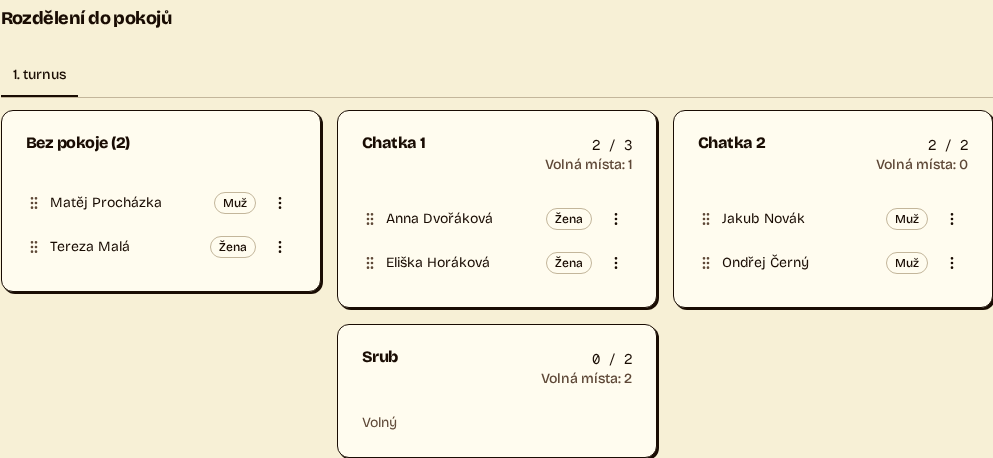 Rozdělení do pokojů
1. turnus
Bez pokoje (2)
Matěj Procházka Muž
Tereza Malá Žena
Chatka 1 2 / 3
Volná místa: 1
Anna Dvořáková Žena
Eliška Horáková Žena
Chatka 2 2 / 2
Volná místa: 0
Jakub Novák Muž
Ondřej Černý Muž
Srub 0 / 2
Volná místa: 2
Volný